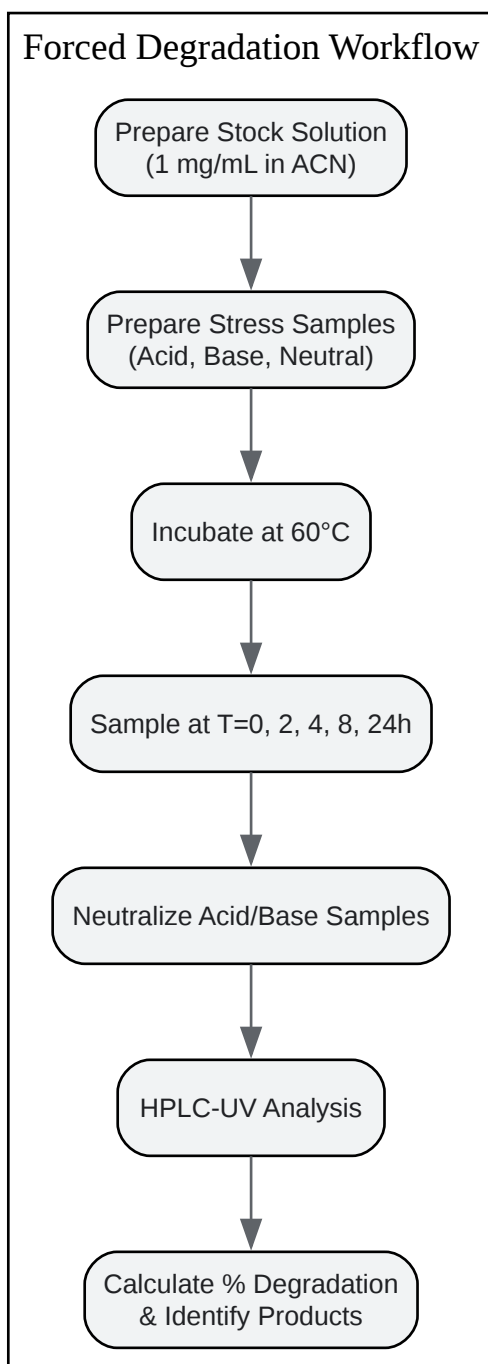 Forced Degradation Workflow
Prepare Stock Solution
(1 mg/mL in ACN)
Prepare Stress Samples
(Acid, Base, Neutral)
Incubate at 60°C
Sample at T=0, 2, 4, 8, 24h
Neutralize Acid/Base Samples
HPLC-UV Analysis
Calculate % Degradation
& Identify Products